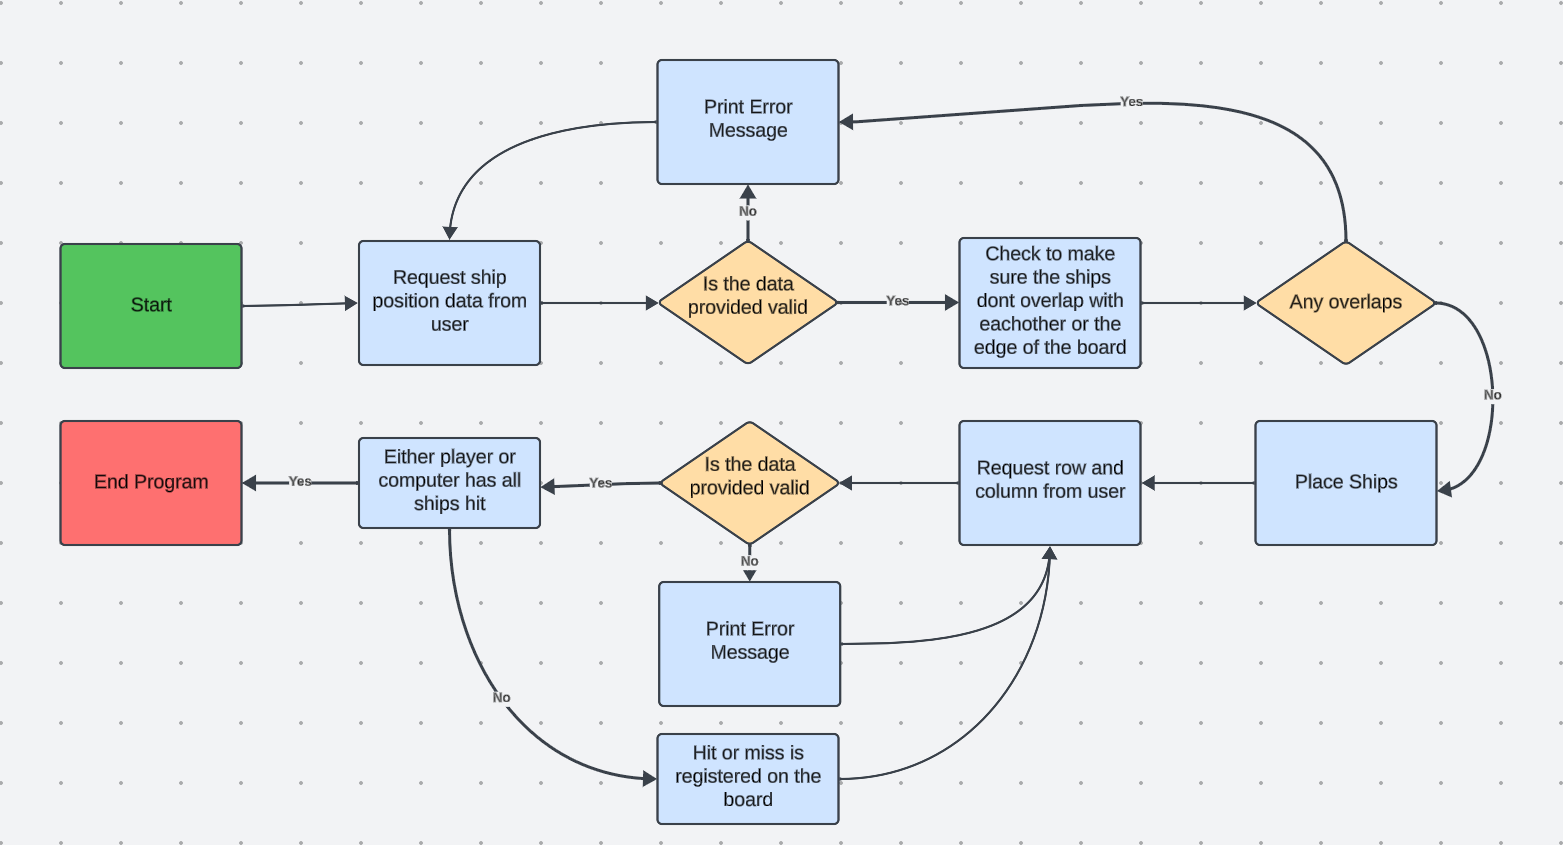 Print Error
Message
Yes
No
Start
Request ship
position data from
user
Is the data
provided valid
Yes
Check to make
sure the ships
dont overlap with
eachother or the
edge of the board
Any overlaps
No
Place Ships
Request row and
column from user
Is the data
provided valid
Yes
Either player or
computer has all
ships hit
Yes
End Program
No
Print Error
Message
No
Hit or miss is
registered on the
board